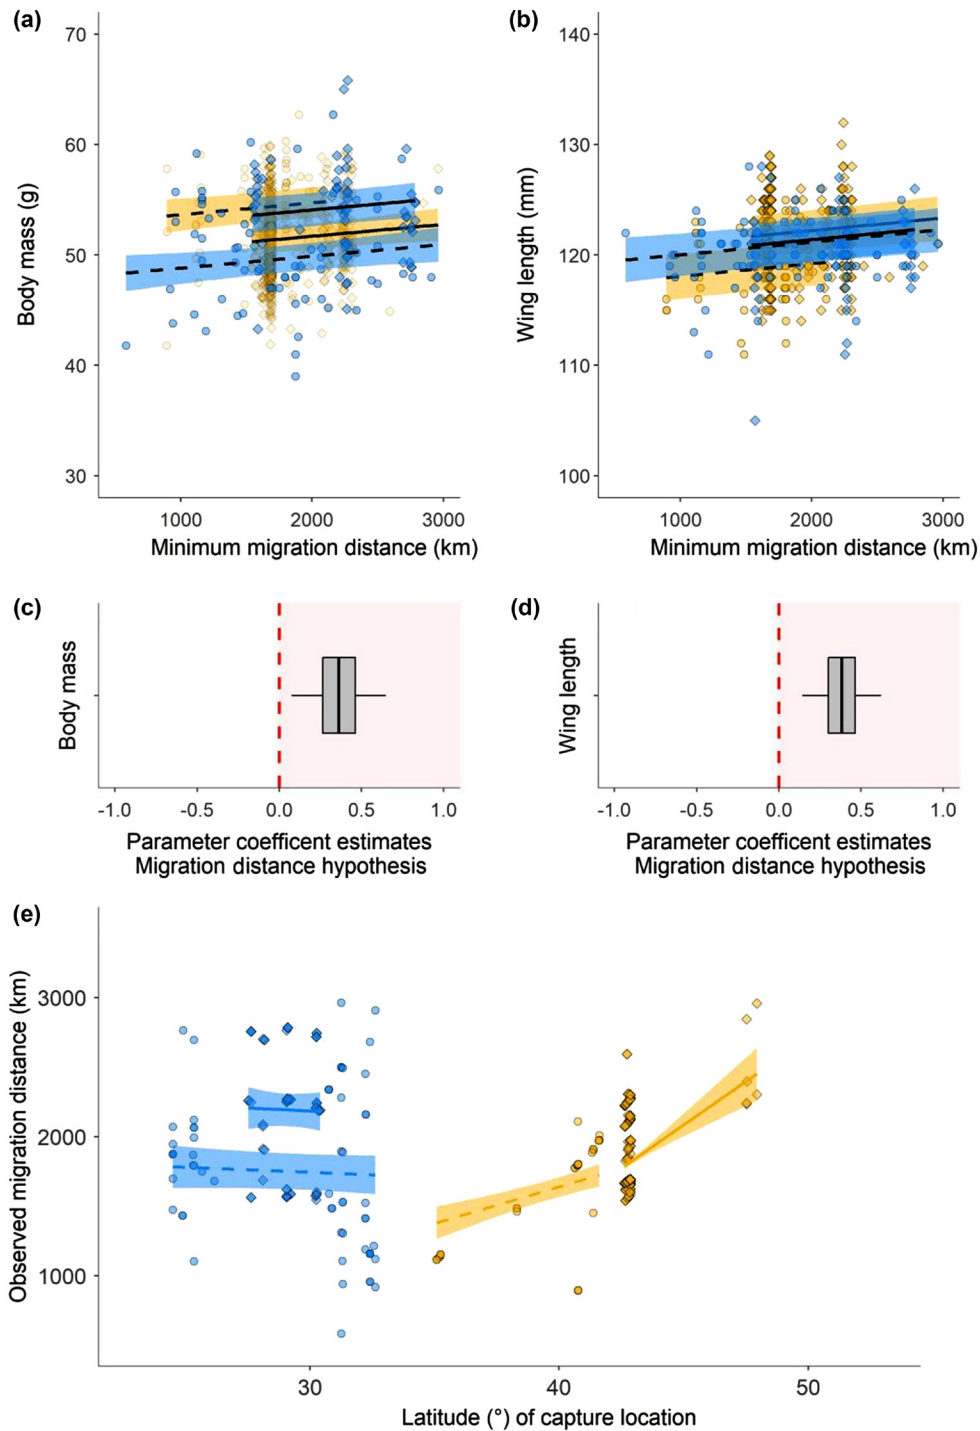 (a)
(b)
70
60
50
40
30
Body mass (g)
1000 2000 3000
Minimum migration distance (km)
140
130
120
110
100
Wing length (mm)
1000 2000 3000
Minimum migration distance (km)
(c)
Body mass
-1.0 -0.5 0.0 0.5 1.0
Parameter coefficent estimates
Migration distance hypothesis
(d)
Wing length
-1.0 -0.5 0.0 0.5 1.0
Parameter coefficent estimates
Migration distance hypothesis
(e)
Observed migration distance (km)
3000
2000
1000
30 40 50
Latitude (°) of capture location